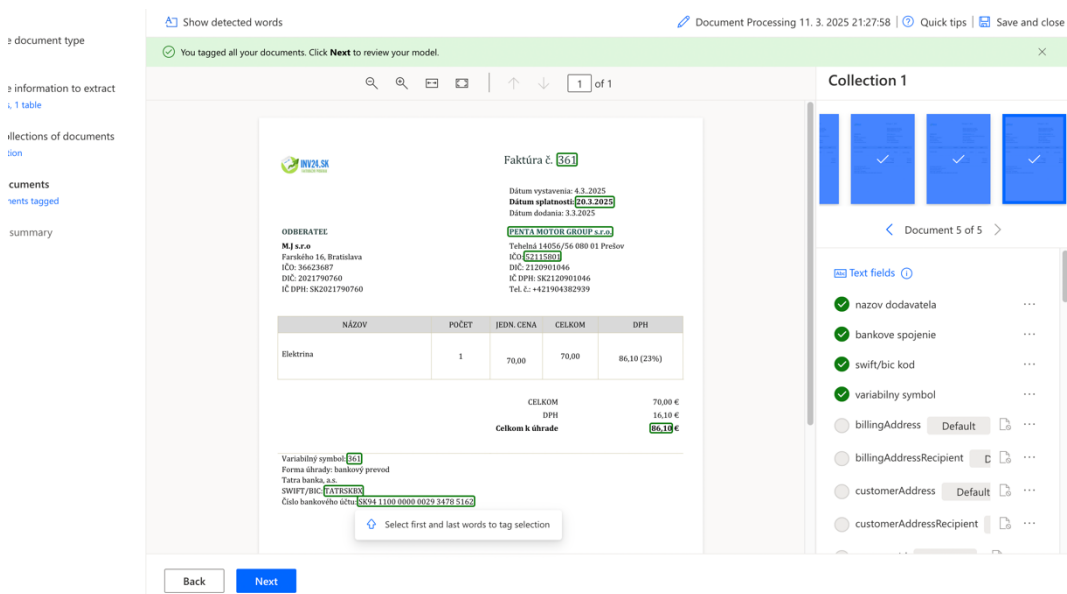 Show detected words
Document Processing 11. 3. 2025 21:27:58
Quick tips
Save and close
You tagged all your documents. Click Next to review your model.
document type
information to extract
1 table
of documents
tagged
summary
1 of 1
INV24.SK
Faktúra č. 361
Dátum vystavenia: 4.3.2025
Dátum splatnosti: 20.3.2025
Dátum dodania: 3.3.2025
ODBERATEĽ
M.J s.r.o
Farského 16, Bratislava
IČO: 36623687
DIČ: 2021790760
IČ DPH: SK2021790760
PENTA MOTOR GROUP s.r.o.
Tehelná 14056/56 080 01 Prešov
IČO: 52115801
DIČ: 2120901046
IČ DPH: SK2120901046
Tel. č.: +421904382939
NÁZOV POČET JEDN. CENA CELKOM DPH
Elektrina 1 70,00 70,00 86,10 (23%)
CELKOM 70,00 €
DPH 16,10 €
Celkom k úhrade 86,10 €
Variabilný symbol: 361
Forma úhrady: bankový prevod
Tatra banka, a.s.
SWIFT/BIC: TATRSKBX
Číslo bankového účtu: SK94 1100 0000 0029 3478 5162
Select first and last words to tag selection
Back
Next
Collection 1
Document 5 of 5
Abc Text fields
nazov dodavatela
bankove spojenie
swift/bic kod
variabilny symbol
billingAddress Default
billingAddressRecipient
customerAddress Default
customerAddressRecipient